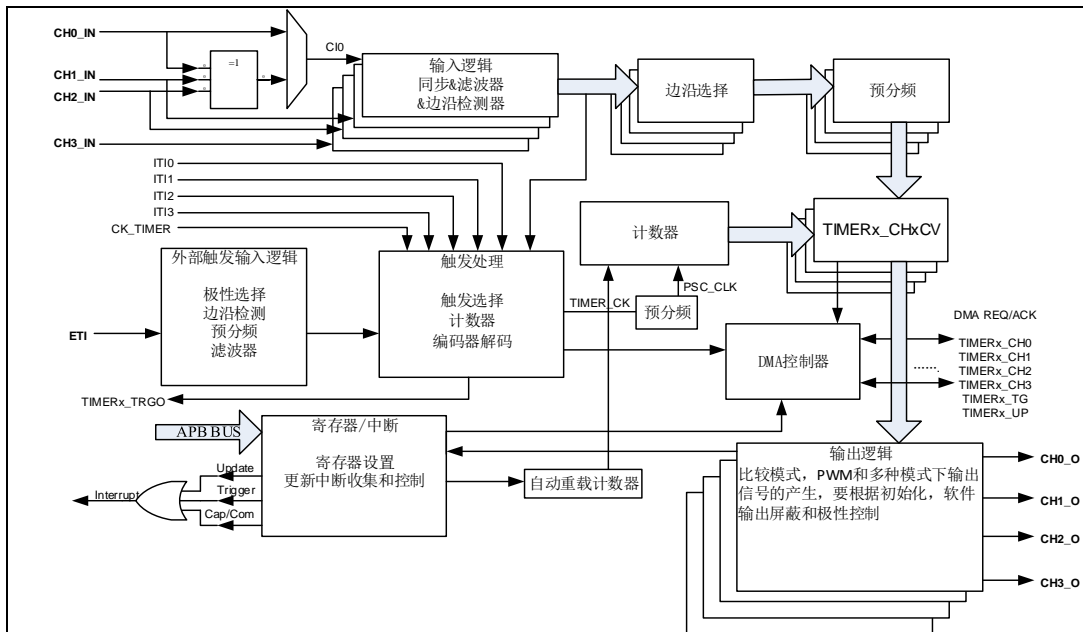 CH0_IN
CH1_IN
CH2_IN
CH3_IN
=1
CI0
输入逻辑
同步&滤波器
&边沿检测器
边沿选择
预分频
ITI0
ITI1
ITI2
ITI3
CK_TIMER
外部触发输入逻辑
极性选择
边沿检测
预分频
滤波器
ETI
触发处理
触发选择
计数器
编码器解码
TIMER_CK
PSC_CLK
预分频
计数器
TIMERx_CHxCV
DMA控制器
DMA REQ/ACK
TIMERx_CH0
TIMERx_CH1
TIMERx_CH2
TIMERx_CH3
TIMERx_TG
TIMERx_UP
…….
TIMERx_TRGO
APB BUS
寄存器/中断
寄存器设置
更新中断收集和控制
Update
Trigger
Cap/Com
Interrupt
自动重载计数器
输出逻辑
比较模式，PWM和多种模式下输出
信号的产生，要根据初始化，软件
输出屏蔽和极性控制
CH0_O
CH1_O
CH2_O
CH3_O